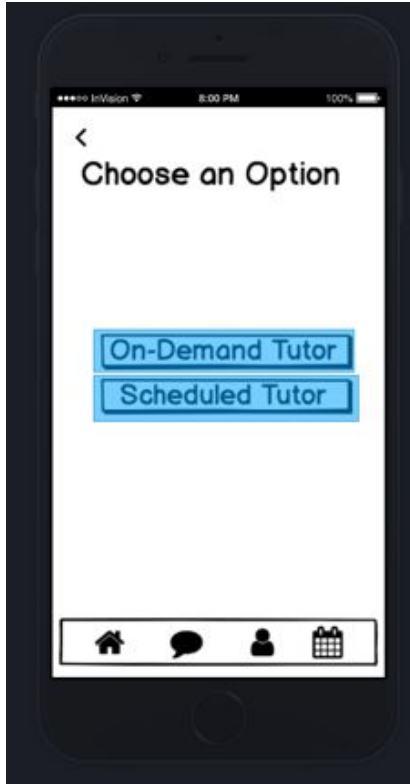 InVision 8:00 PM 100%
Choose an Option
On-Demand Tutor
Scheduled Tutor